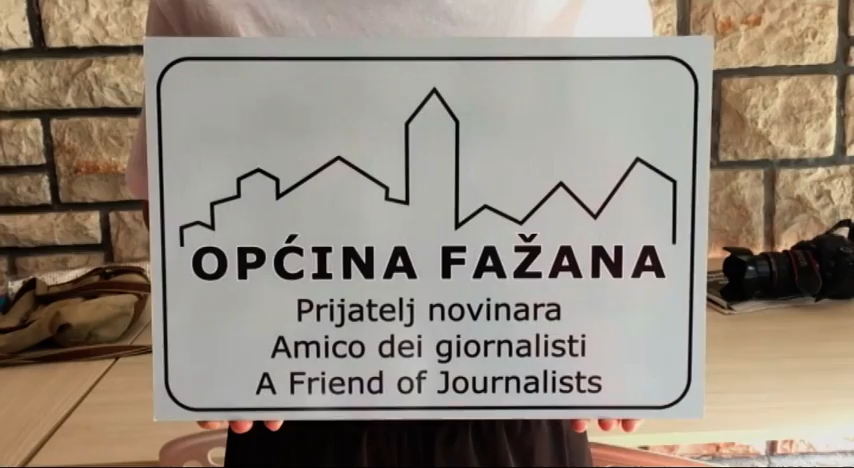 OPĆINA FAŽANA
Prijatelj novinara
Amico dei giornalisti
A Friend of Journalists